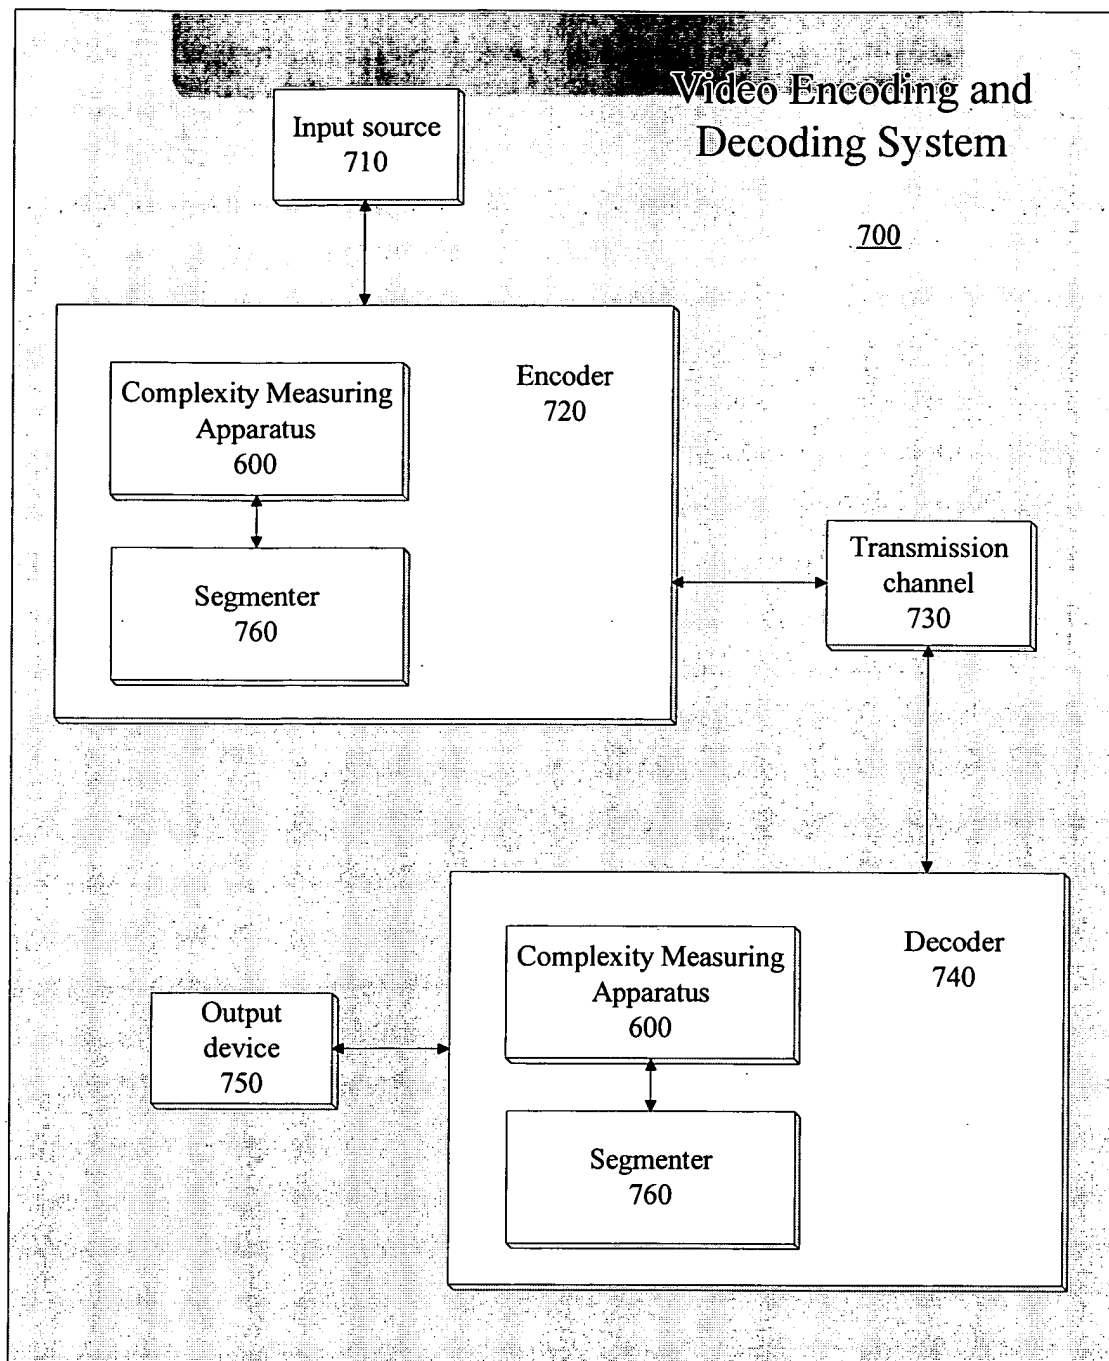 Video Encoding and
Decoding System
700
Input source
710
Encoder
720
Complexity Measuring
Apparatus
600
Segmenter
760
Transmission
channel
730
Decoder
740
Complexity Measuring
Apparatus
600
Segmenter
760
Output
device
750